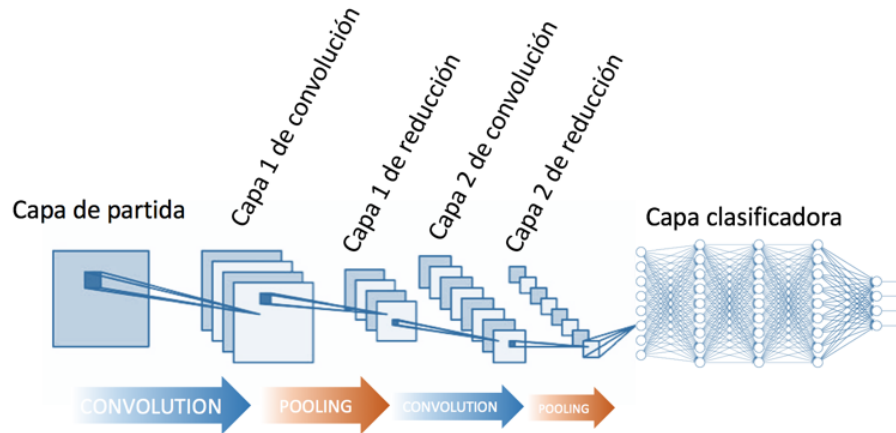 Capa de partida
Capa 1 de convolución
Capa 1 de reducción
Capa 2 de convolución
Capa 2 de reducción
Capa clasificadora
CONVOLUTION
POOLING
CONVOLUTION
POOLING